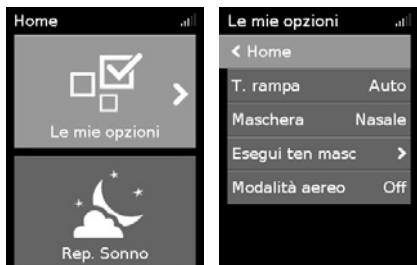 Home
Le mie opzioni
Rep. Sonno
Le mie opzioni
< Home
T. rampa Auto
Maschera Nasale
Esegui ten masc >
Modalità aereo Off